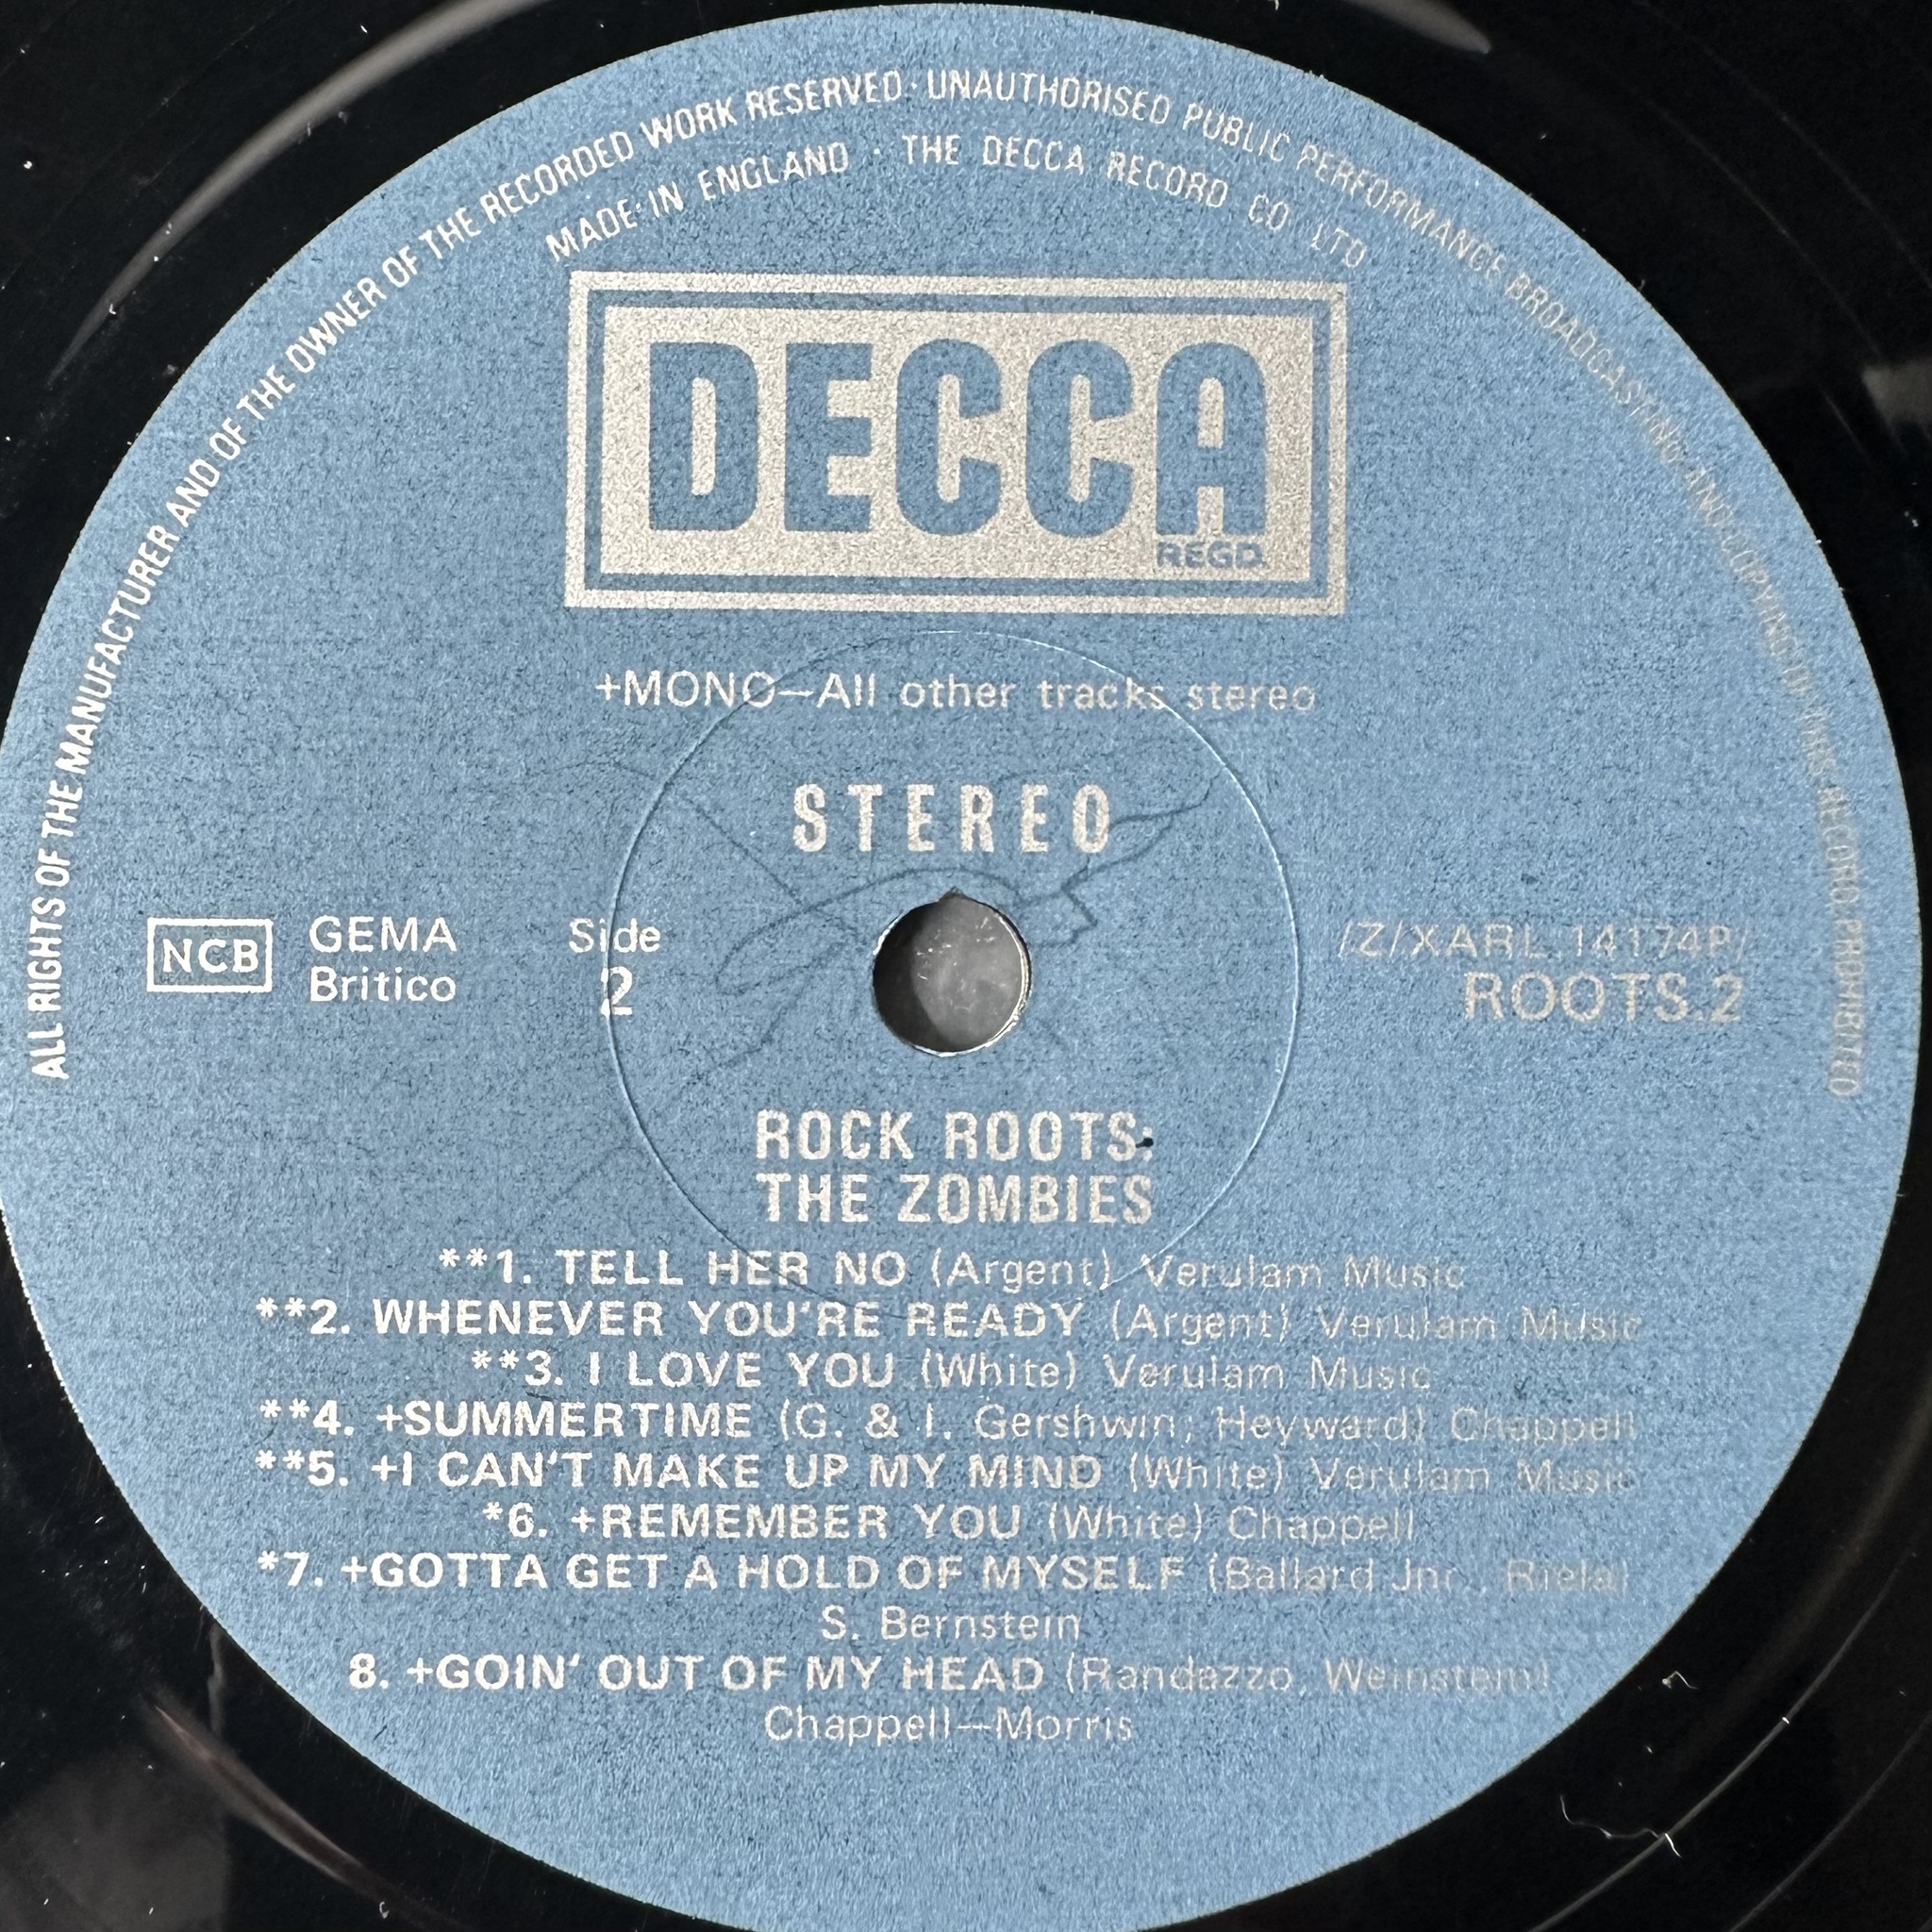 ALL RIGHTS OF THE MANUFACTURER AND OF THE OWNER OF THE RECORDED WORK RESERVED · UNAUTHORISED PUBLIC PERFORMANCE BROADCASTING AND COPYING OF THIS RECORD PROHIBITED
MADE IN ENGLAND · THE DECCA RECORD CO. LTD
DECCA
REGD.
+MONO—All other tracks stereo
STEREO
NCB
GEMA
Britico
Side
2
/Z/XARL 14174P/
ROOTS.2
ROCK ROOTS:
THE ZOMBIES
**1. TELL HER NO (Argent) Verulam Music
**2. WHENEVER YOU'RE READY (Argent) Verulam Music
**3. I LOVE YOU (White) Verulam Music
**4. +SUMMERTIME (G. & I. Gershwin; Heyward) Chappell
**5. +I CAN'T MAKE UP MY MIND (White) Verulam Music
*6. +REMEMBER YOU (White) Chappell
*7. +GOTTA GET A HOLD OF MYSELF (Ballard Jnr., Riela)
S. Bernstein
8. +GOIN' OUT OF MY HEAD (Randazzo, Weinstein)
Chappell—Morris